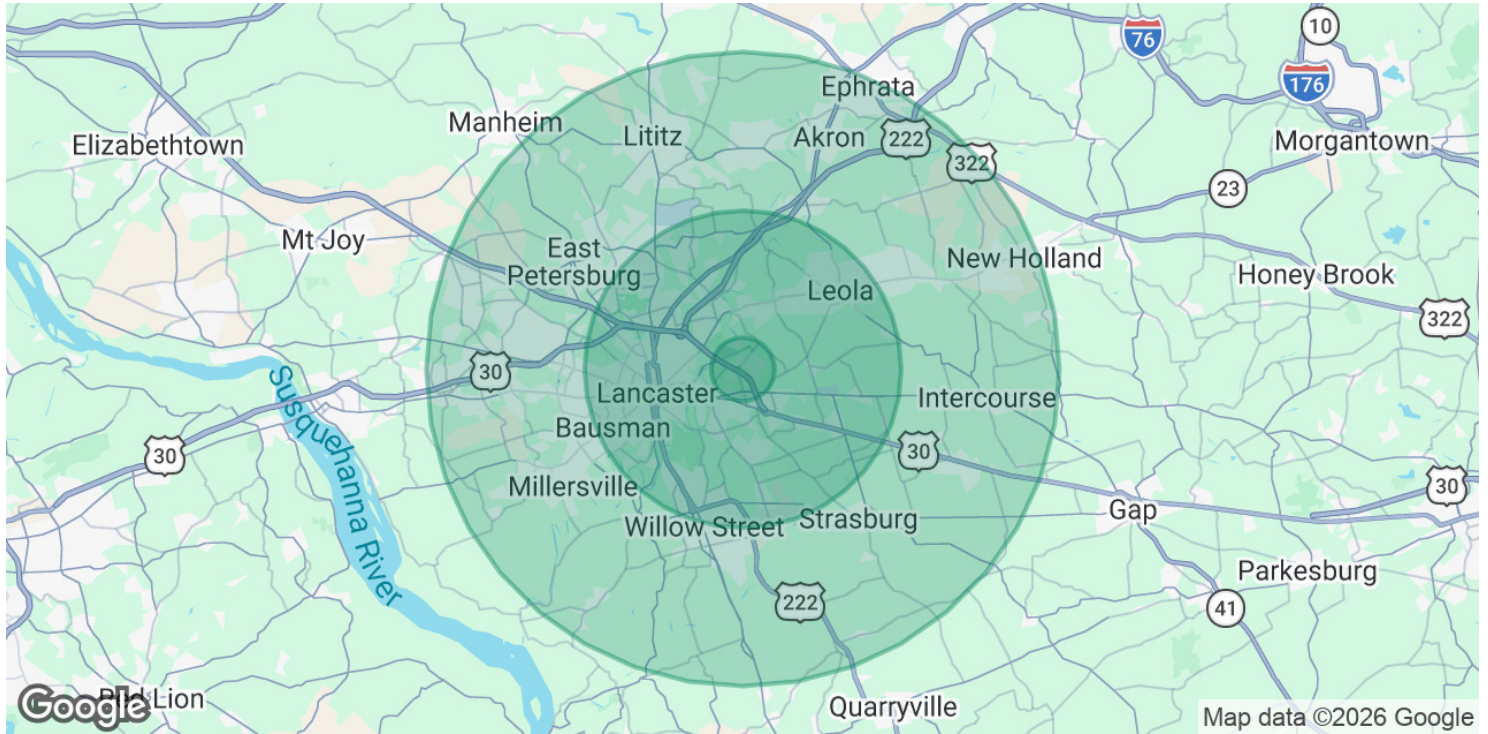 10
76
176
Ephrata
Manheim
Lititz
Akron
222
Elizabethtown
Morgantown
322
23
Mt Joy
East
Petersburg
New Holland
Honey Brook
Leola
322
30
Lancaster
Intercourse
Susquehanna River
Bausman
30
30
Millersville
30
Willow Street
Strasburg
Gap
Parkesburg
222
41
Red Lion
Quarryville
Google
Map data ©2026 Google